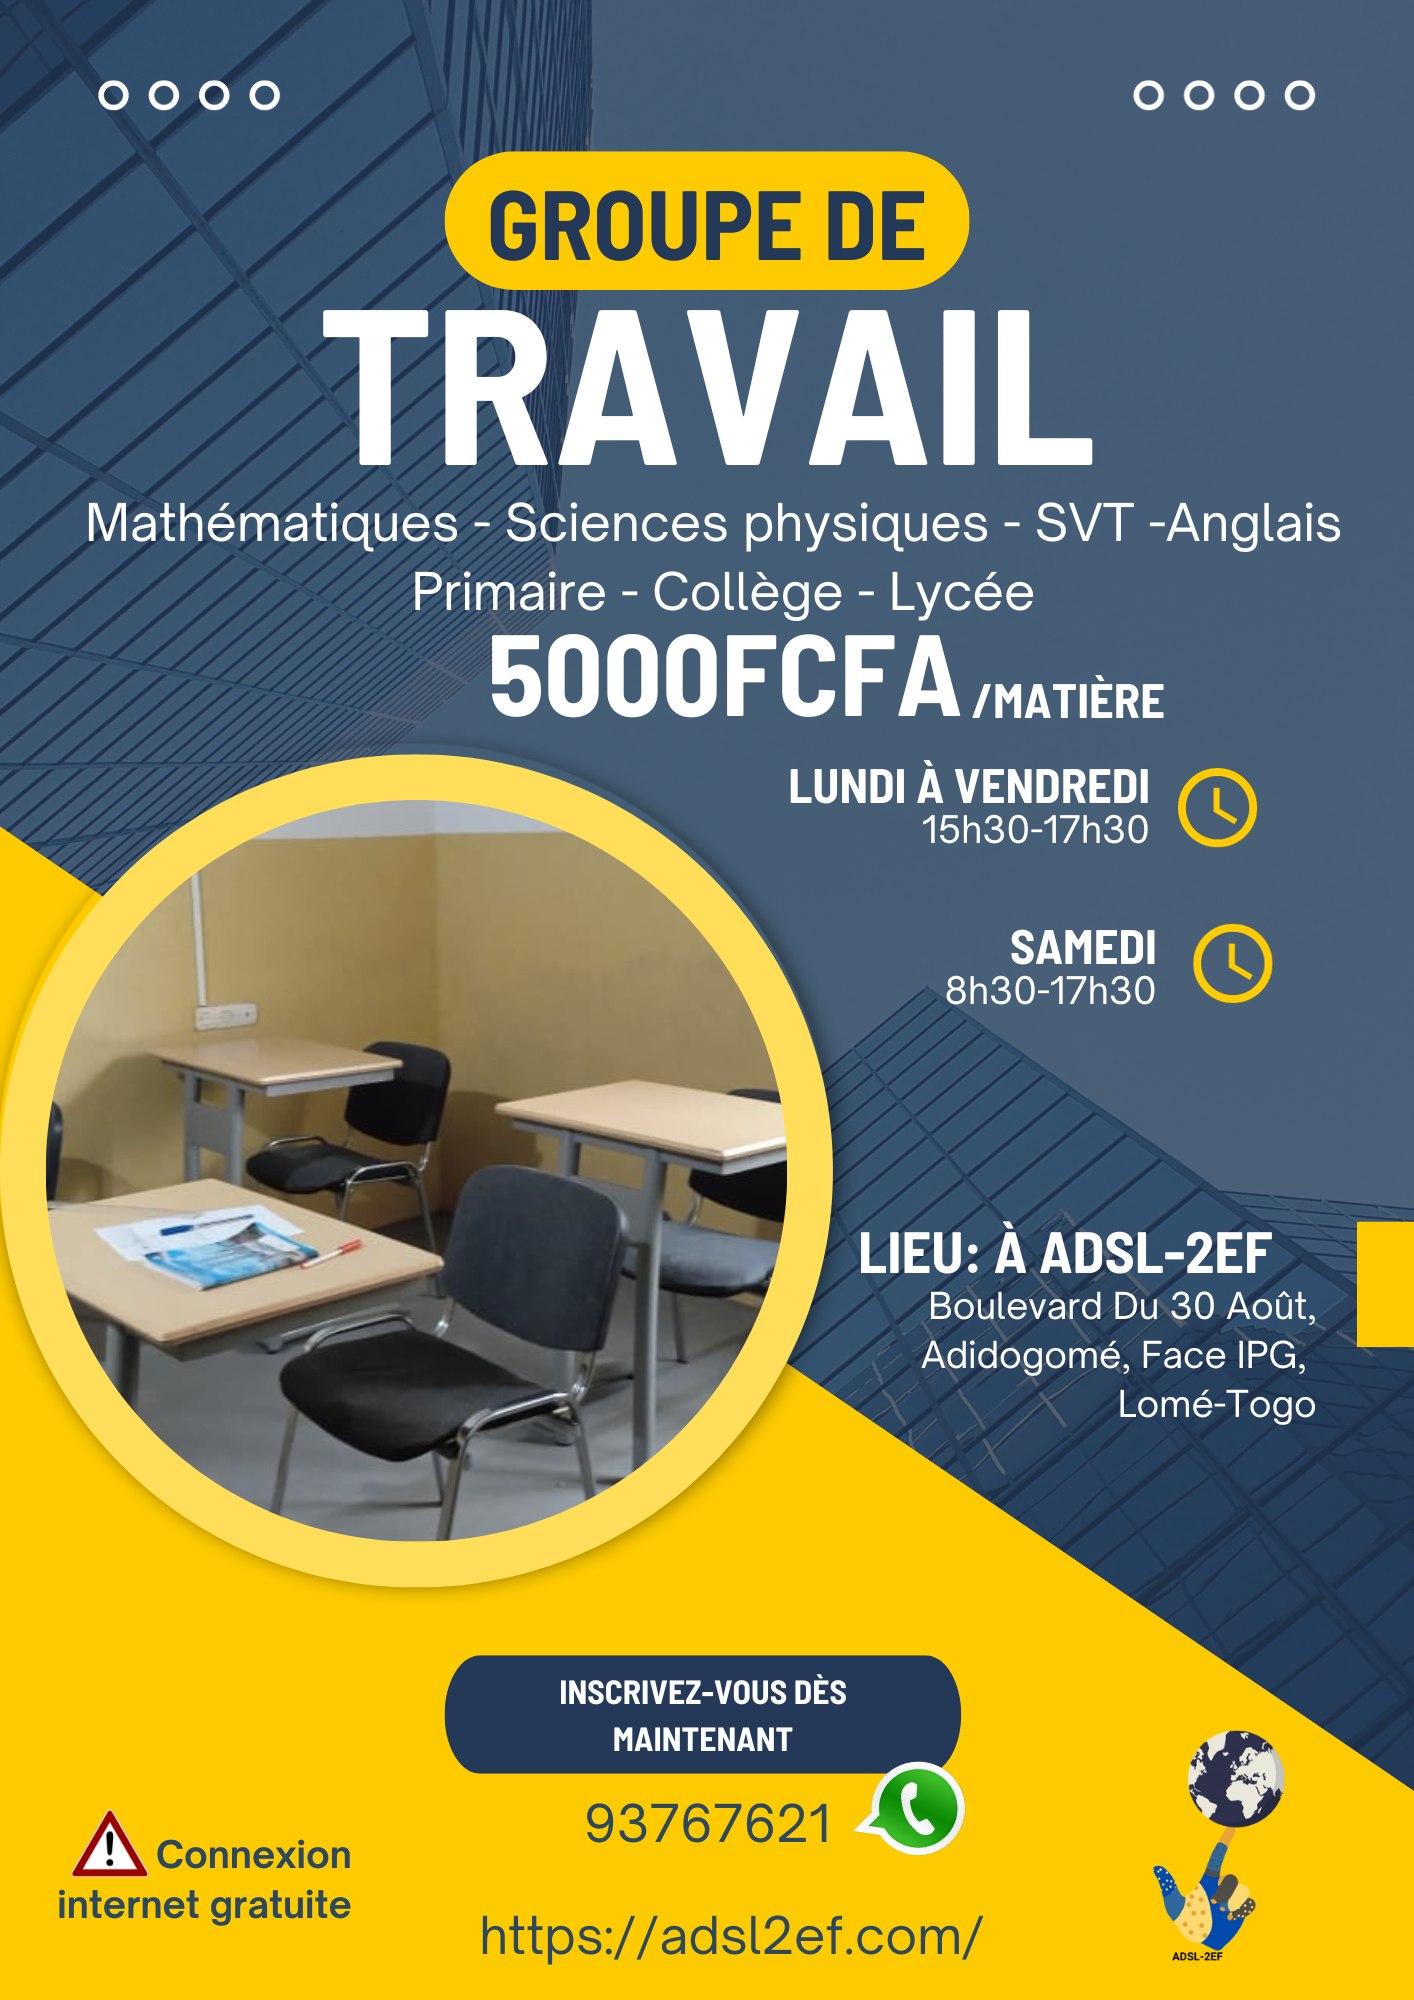 GROUPE DE
TRAVAIL
Mathématiques - Sciences physiques - SVT -Anglais
Primaire - Collège - Lycée
5000FCFA /MATIÈRE
LUNDI À VENDREDI
15h30-17h30
SAMEDI
8h30-17h30
LIEU: À ADSL-2EF
Boulevard Du 30 Août,
Adidogomé, Face IPG,
Lomé-Togo
INSCRIVEZ-VOUS DÈS
MAINTENANT
93767621
Connexion
internet gratuite
https://adsl2ef.com/
ADSL-2EF